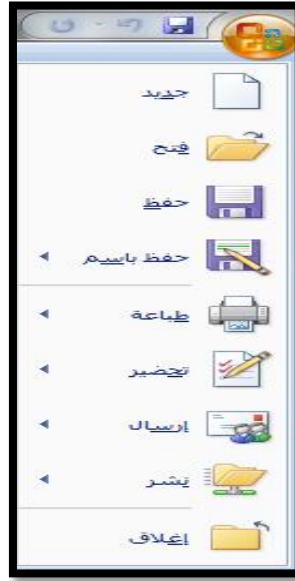 جديد
فتح
حفظ
حفظ باسم
طباعة
تحضير
إرسال
نشر
إغلاق